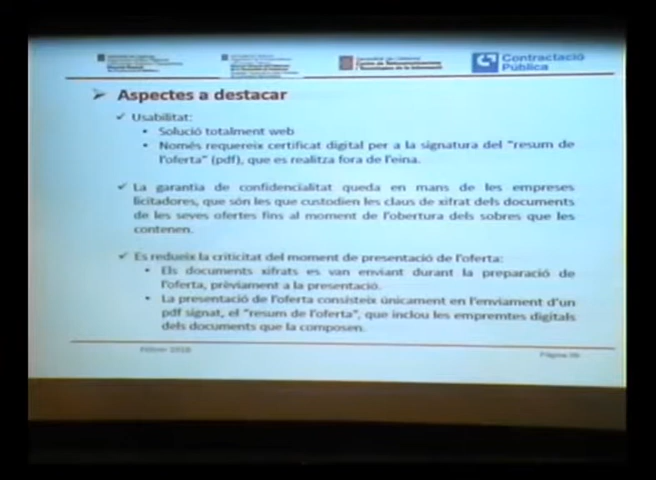 Contractació
Pública
Aspectes a destacar
Usabilitat:
Solució totalment web
Només requereix certificat digital per a la signatura del "resum de
l'oferta" (pdf), que es realitza fora de l'eina.
La garantia de confidencialitat queda en mans de les empreses
licitadores, que són les que custodien les claus de xifrat dels documents
de les seves ofertes fins al moment de l'obertura dels sobres que les
contenen.
Es redueix la criticitat del moment de presentació de l'oferta:
Els documents xifrats es van enviant durant la preparació de
l'oferta, prèviament a la presentació.
La presentació de l'oferta consisteix únicament en l'enviament d'un
pdf signat, el "resum de l'oferta", que inclou les empremtes digitals
dels documents que la composen.